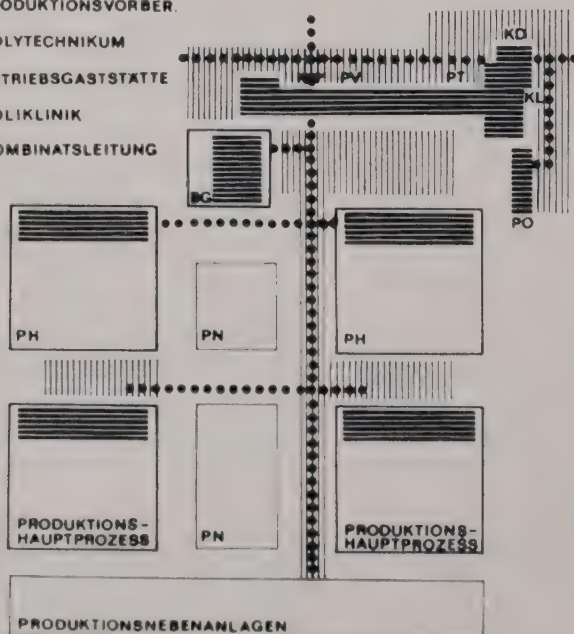 RODUKTIONSVORBER.
OLYTECHNIKUM
TRIEBSGASTSTÄTTE
OLIKLINIK
OMBINATSLEITUNG
KD
PV
PT
KL
BG
PO
PH
PN
PH
PRODUKTIONS-
HAUPTPROZESS
PN
PRODUKTIONS-
HAUPTPROZESS
PRODUKTIONSNEBENANLAGEN